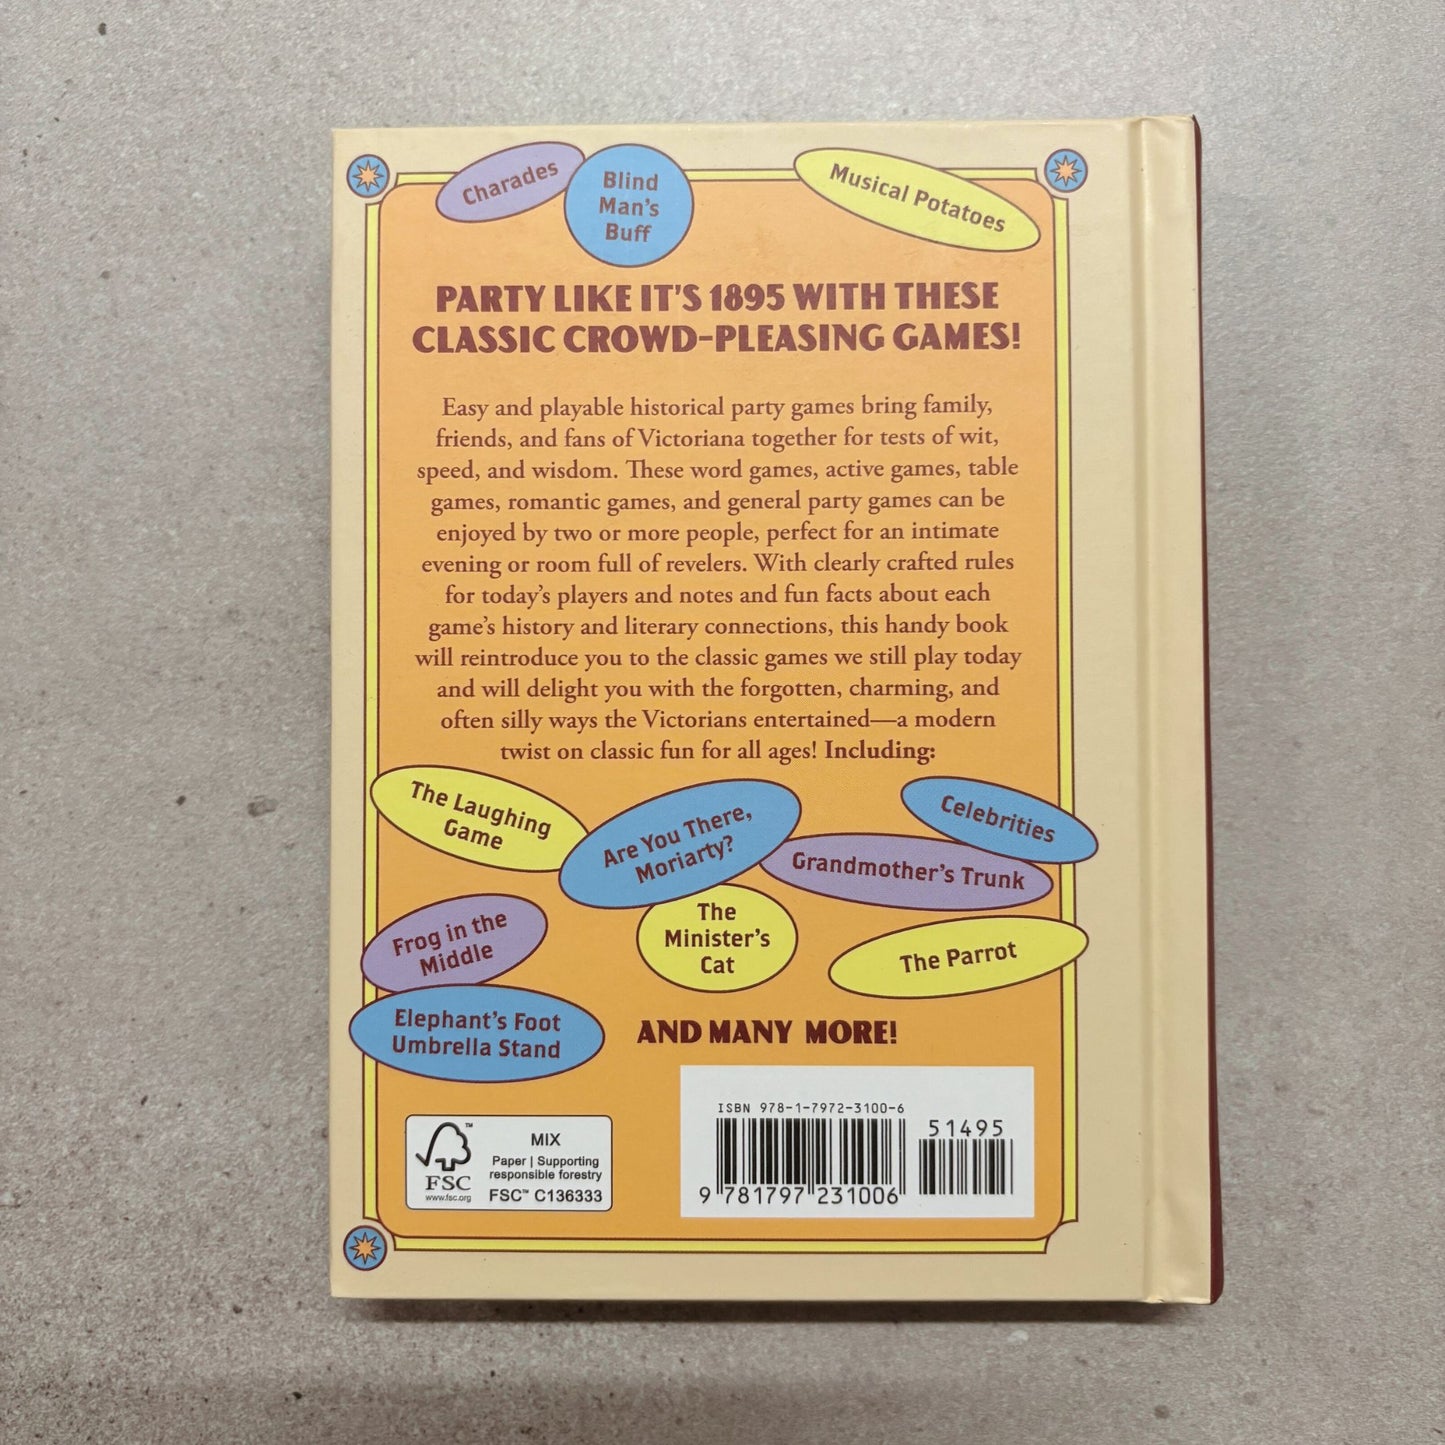 Charades
Blind
Man's
Buff
Musical Potatoes
PARTY LIKE IT'S 1895 WITH THESE
CLASSIC CROWD-PLEASING GAMES!
Easy and playable historical party games bring family,
friends, and fans of Victoriana together for tests of wit,
speed, and wisdom. These word games, active games, table
games, romantic games, and general party games can be
enjoyed by two or more people, perfect for an intimate
evening or room full of revelers. With clearly crafted rules
for today's players and notes and fun facts about each
game's history and literary connections, this handy book
will reintroduce you to the classic games we still play today
and will delight you with the forgotten, charming, and
often silly ways the Victorians entertained—a modern
twist on classic fun for all ages! Including:
The Laughing
Game
Are You There,
Moriarty?
Celebrities
Grandmother's Trunk
Frog in the
Middle
The
Minister's
Cat
The Parrot
Elephant's Foot
Umbrella Stand
AND MANY MORE!
FSC
www.fsc.org
MIX
Paper | Supporting
responsible forestry
FSC™ C136333
ISBN 978-1-7972-3100-6
51495
9 781797 231006